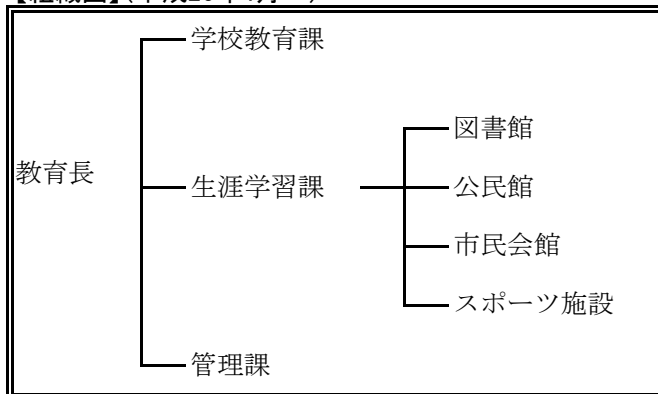 学校教育課
図書館
教育長
生涯学習課
公民館
市民会館
スポーツ施設
管理課